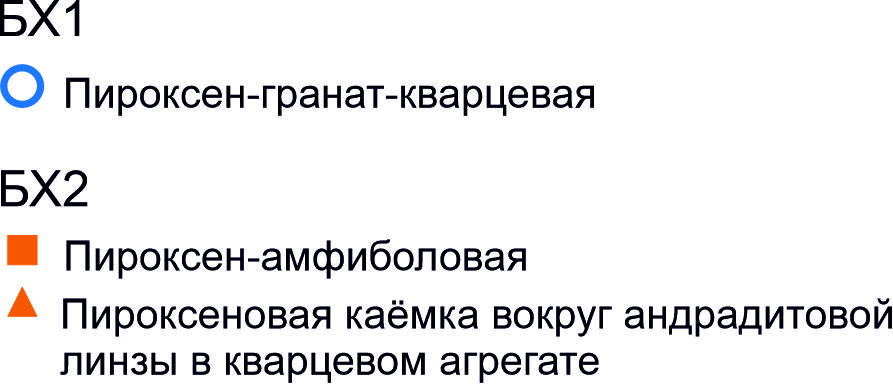 БХ1
Пироксен-гранат-кварцевая
БХ2
Пироксен-амфиболовая
Пироксеновая каёмка вокруг андрадитовой
линзы в кварцевом агрегате